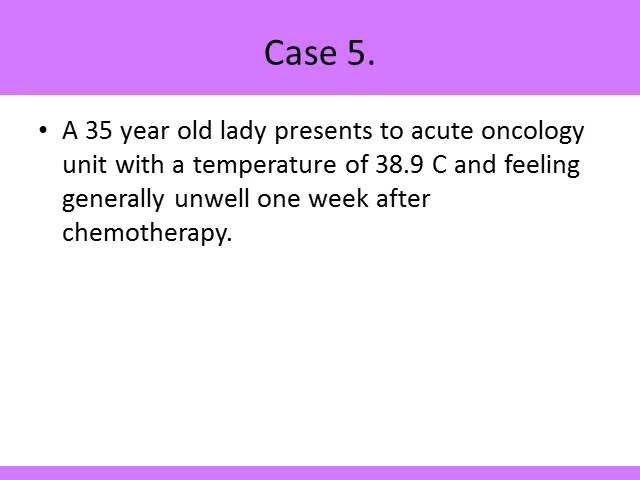 Case 5.
• A 35 year old lady presents to acute oncology
unit with a temperature of 38.9 C and feeling
generally unwell one week after
chemotherapy.